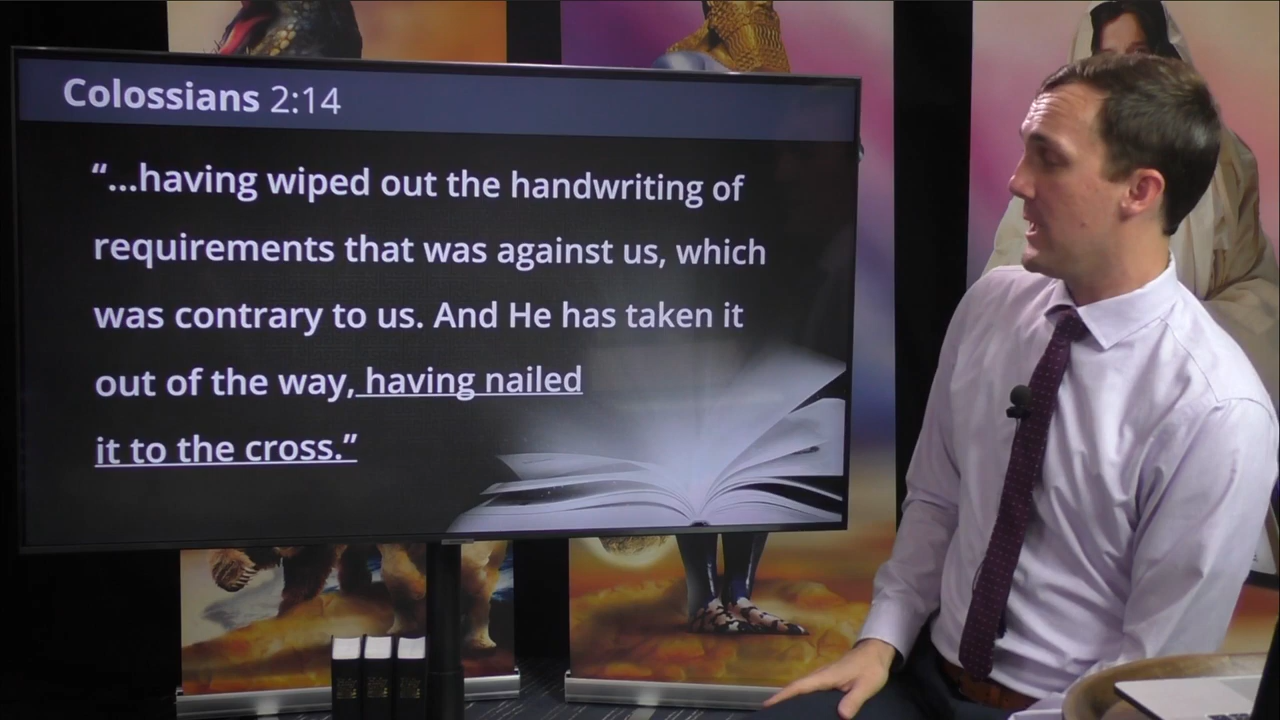 Colossians 2:14
“...having wiped out the handwriting of
requirements that was against us, which
was contrary to us. And He has taken it
out of the way, having nailed
it to the cross.”